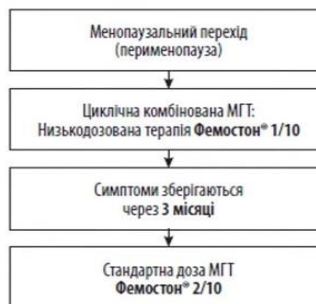 Менопаузальний перехід
(перименопауза)
Циклічна комбінована МГТ:
Низькодозована терапія Фемостон® 1/10
Симптоми зберігаються
через 3 місяці
Стандартна доза МГТ
Фемостон® 2/10